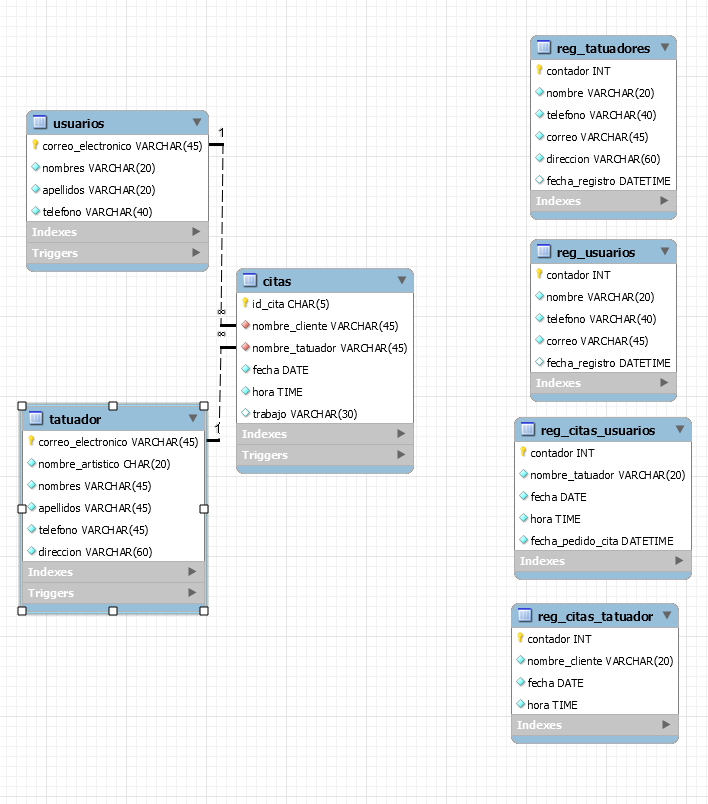 usuarios
correo_electronico VARCHAR(45)
nombres VARCHAR(20)
apellidos VARCHAR(20)
telefono VARCHAR(40)
Indexes
Triggers
1
∞
∞
1
citas
id_cita CHAR(5)
nombre_cliente VARCHAR(45)
nombre_tatuador VARCHAR(45)
fecha DATE
hora TIME
trabajo VARCHAR(30)
Indexes
Triggers
tatuador
correo_electronico VARCHAR(45)
nombre_artistico CHAR(20)
nombres VARCHAR(45)
apellidos VARCHAR(45)
telefono VARCHAR(45)
direccion VARCHAR(60)
Indexes
Triggers
reg_tatuadores
contador INT
nombre VARCHAR(20)
telefono VARCHAR(40)
correo VARCHAR(45)
direccion VARCHAR(60)
fecha_registro DATETIME
Indexes
reg_usuarios
contador INT
nombre VARCHAR(20)
telefono VARCHAR(40)
correo VARCHAR(45)
fecha_registro DATETIME
Indexes
reg_citas_usuarios
contador INT
nombre_tatuador VARCHAR(20)
fecha DATE
hora TIME
fecha_pedido_cita DATETIME
Indexes
reg_citas_tatuador
contador INT
nombre_cliente VARCHAR(20)
fecha DATE
hora TIME
Indexes